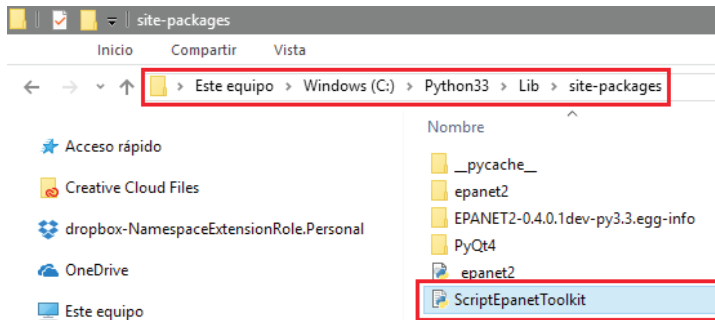 site-packages
Inicio Compartir Vista
Este equipo > Windows (C:) > Python33 > Lib > site-packages
Acceso rápido
Creative Cloud Files
dropbox-NamespaceExtensionRole.Personal
OneDrive
Este equipo
Nombre
__pycache__
epanet2
EPANET2-0.4.0.1dev-py3.3.egg-info
PyQt4
_epanet2
ScriptEpanetToolkit